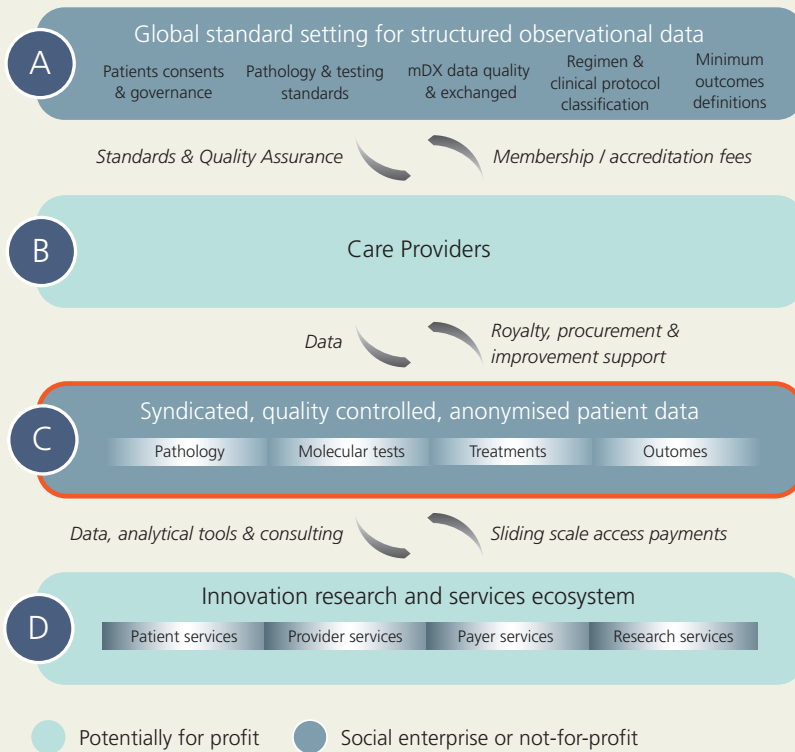 A
Global standard setting for structured observational data
Patients consents
& governance
Pathology & testing
standards
mDX data quality
& exchanged
Regimen &
clinical protocol
classification
Minimum
outcomes
definitions
Standards & Quality Assurance
Membership / accreditation fees
B
Care Providers
Data
Royalty, procurement &
improvement support
C
Syndicated, quality controlled, anonymised patient data
Pathology
Molecular tests
Treatments
Outcomes
Data, analytical tools & consulting
Sliding scale access payments
D
Innovation research and services ecosystem
Patient services
Provider services
Payer services
Research services
Potentially for profit
Social enterprise or not-for-profit